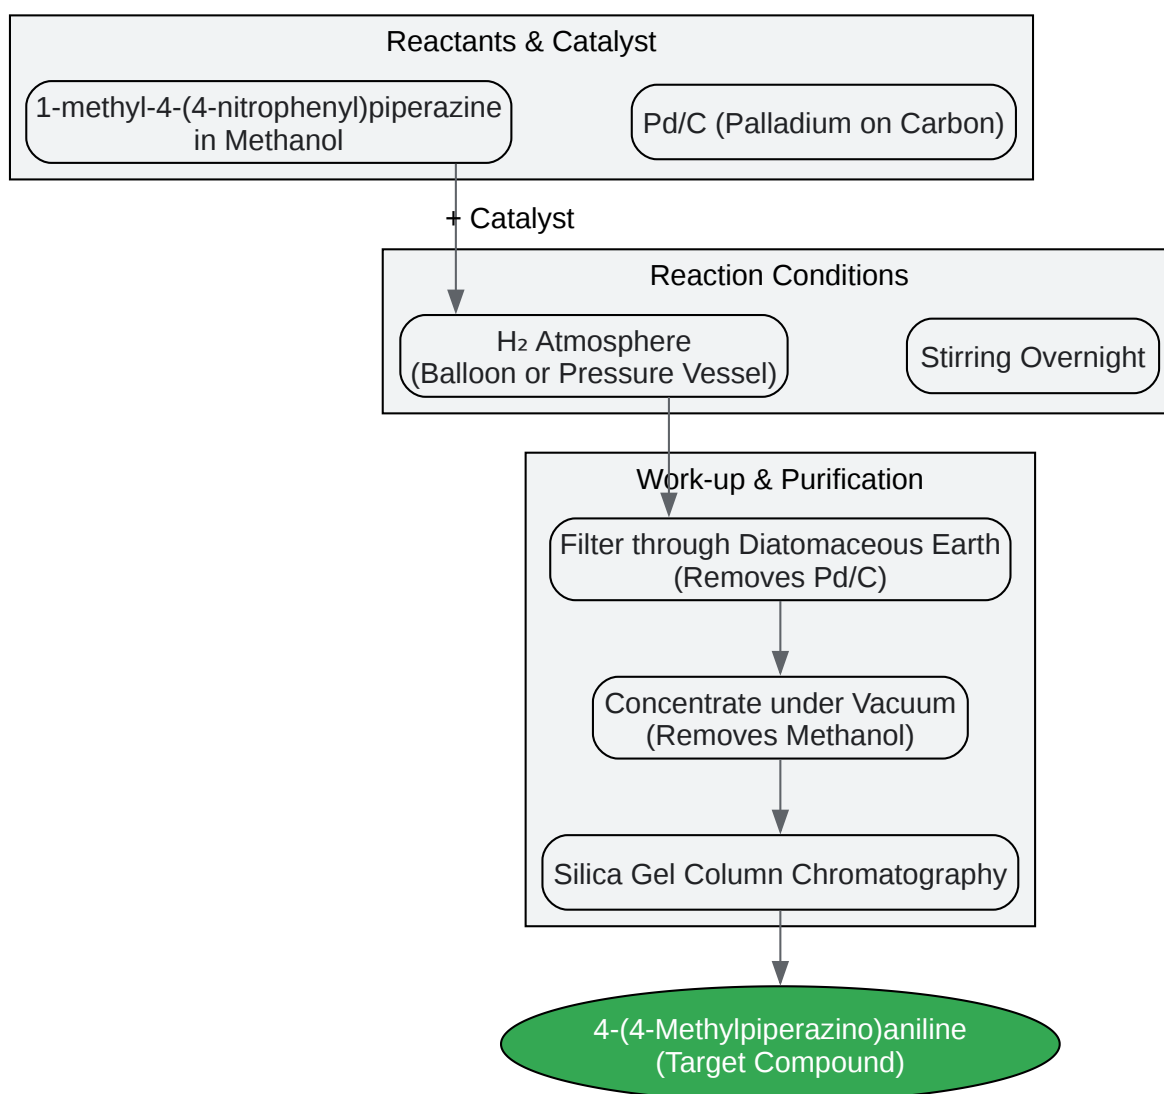 Reactants & Catalyst
1-methyl-4-(4-nitrophenyl)piperazine
in Methanol
Pd/C (Palladium on Carbon)
+ Catalyst
Reaction Conditions
H₂ Atmosphere
(Balloon or Pressure Vessel)
Stirring Overnight
Work-up & Purification
Filter through Diatomaceous Earth
(Removes Pd/C)
Concentrate under Vacuum
(Removes Methanol)
Silica Gel Column Chromatography
4-(4-Methylpiperazino)aniline
(Target Compound)